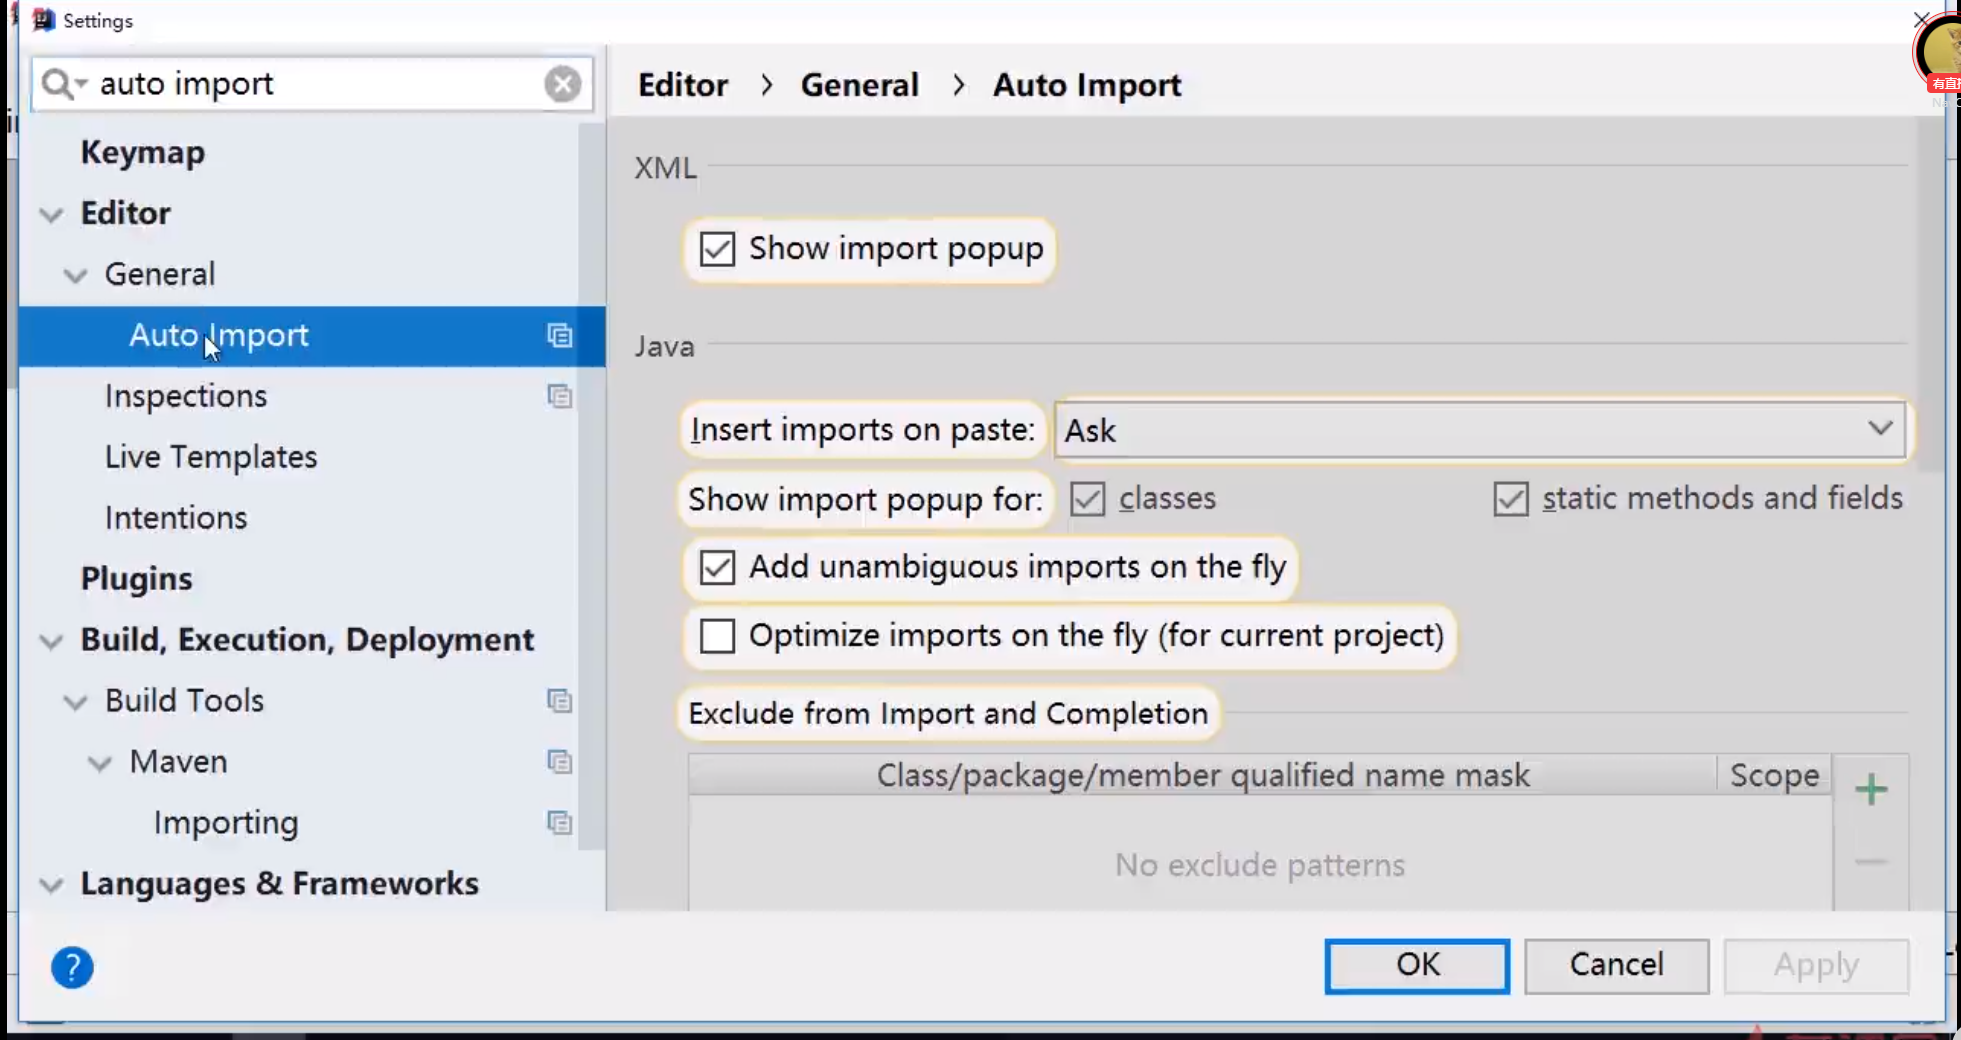 Settings
auto import
Editor > General > Auto Import
Keymap
Editor
General
Auto Import
Inspections
Live Templates
Intentions
Plugins
Build, Execution, Deployment
Build Tools
Maven
Importing
Languages & Frameworks
XML
Show import popup
Java
Insert imports on paste: Ask
Show import popup for: classes static methods and fields
Add unambiguous imports on the fly
Optimize imports on the fly (for current project)
Exclude from Import and Completion
Class/package/member qualified name mask Scope
No exclude patterns
?
OK Cancel Apply